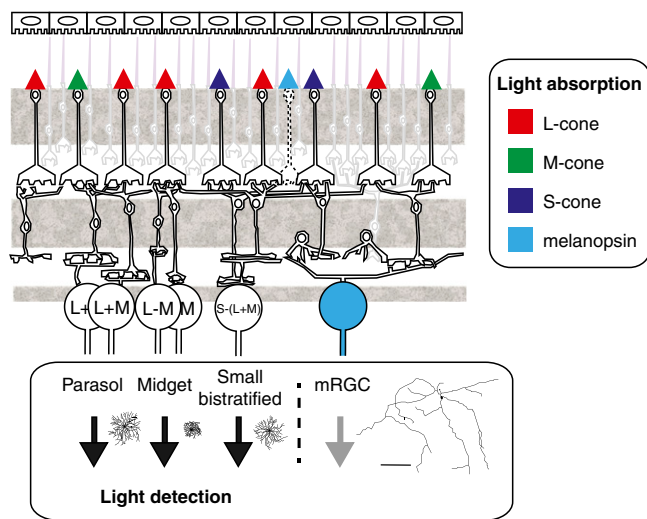 Light absorption
L-cone
M-cone
S-cone
melanopsin
L+
L+M
L-M
M
S-(L+M)
Parasol
Midget
Small
bistratified
mRGC
Light detection